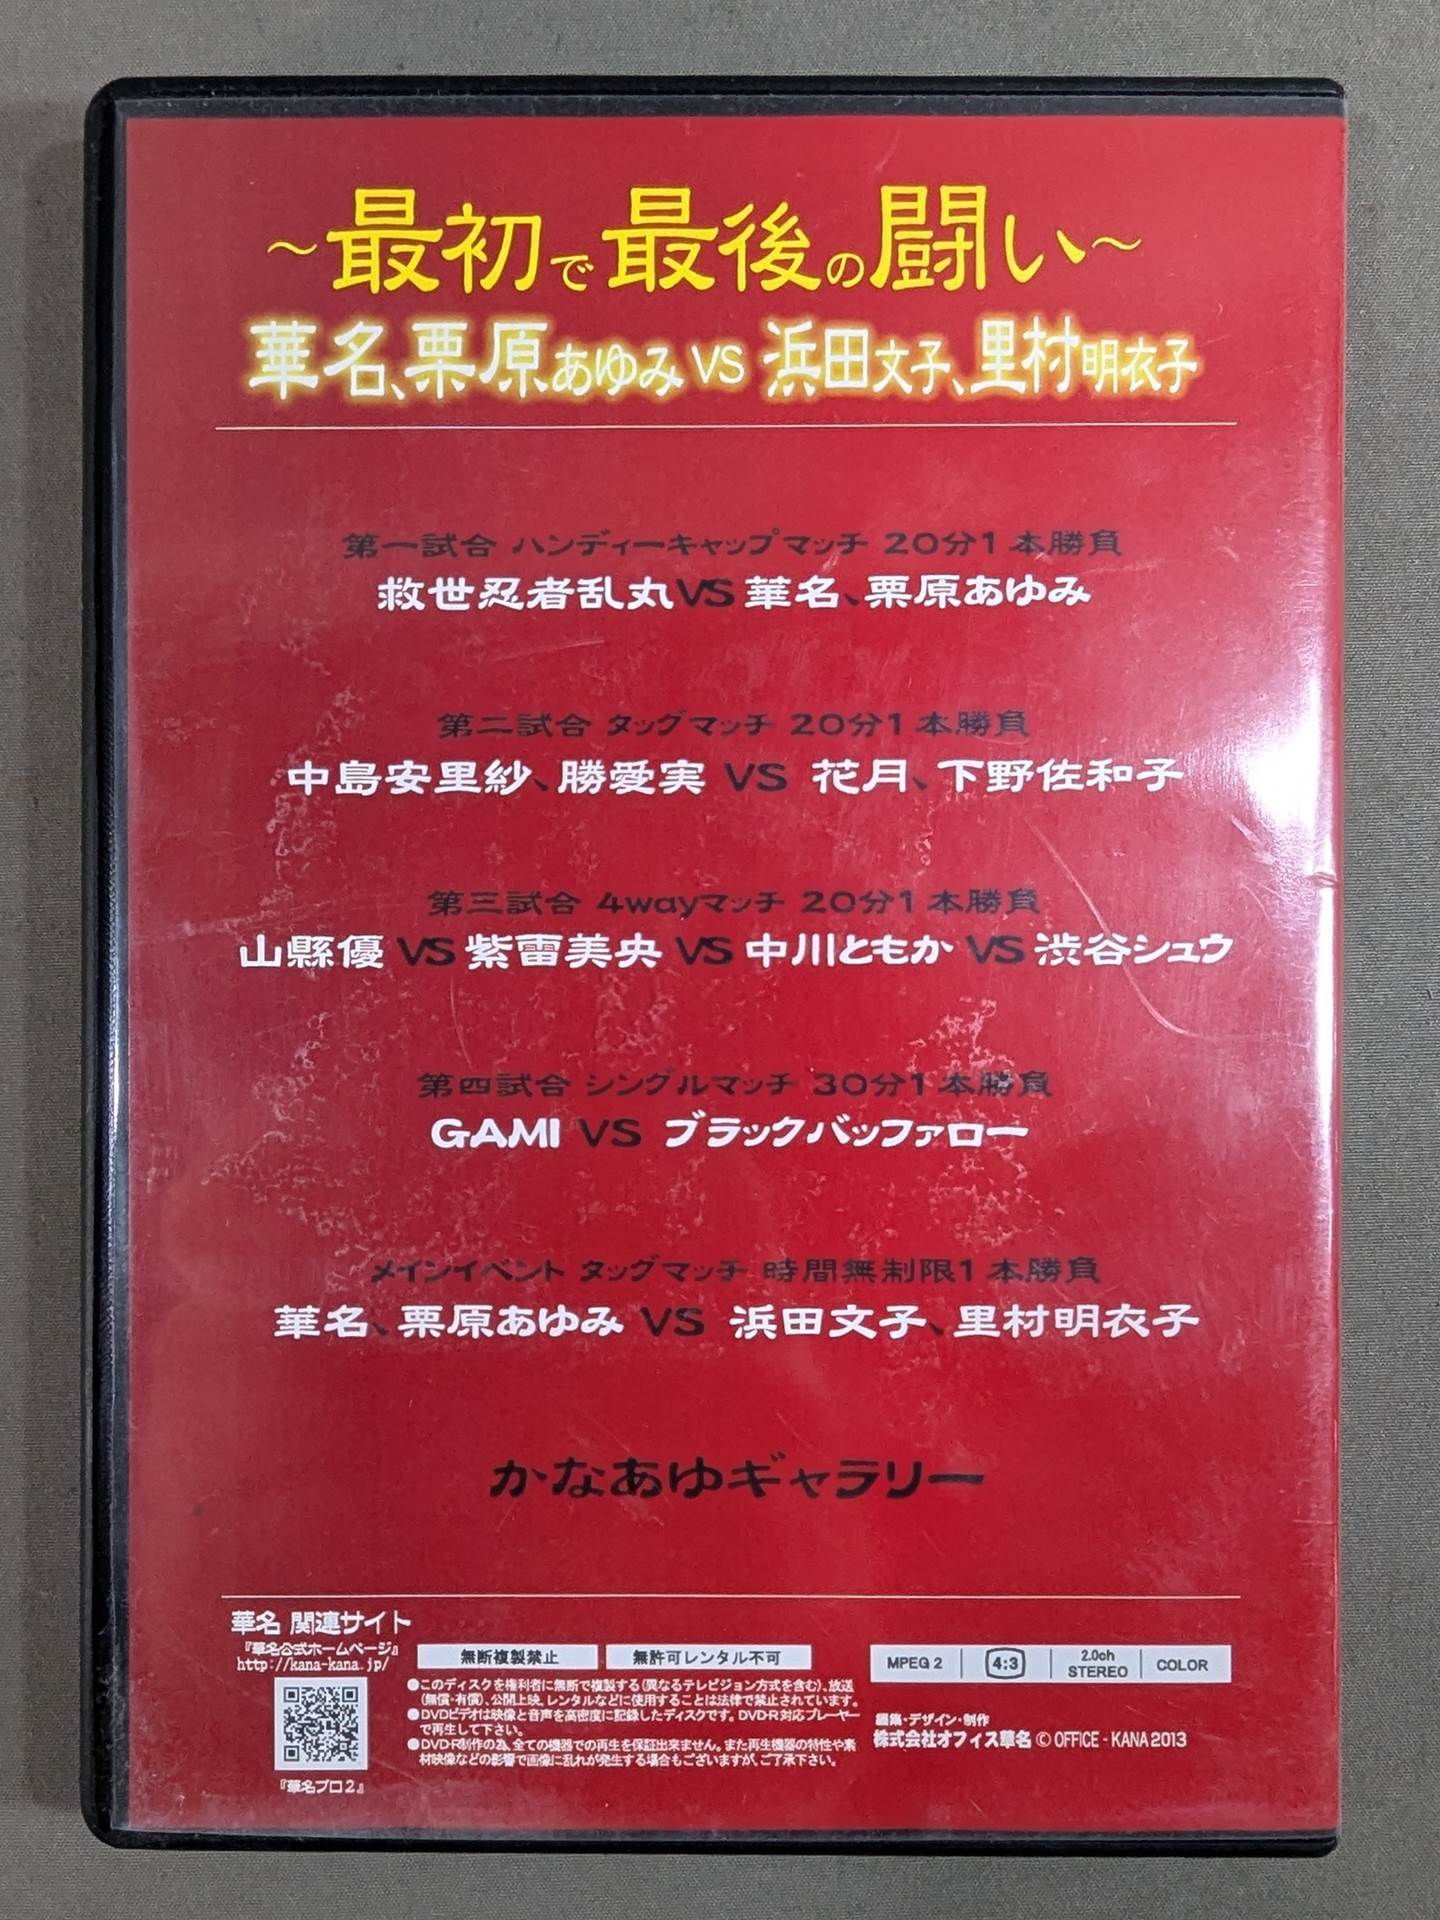 ～最初で最後の闘い～
華名、栗原あゆみ VS 浜田文子、里村明衣子
第一試合 ハンディーキャップマッチ 20分1本勝負
救世忍者乱丸VS華名、栗原あゆみ
第二試合 タッグマッチ 20分1本勝負
中島安里紗、勝愛実 VS 花月、下野佐和子
第三試合 4wayマッチ 20分1本勝負
山縣優 VS 紫雷美央 VS 中川ともか VS 渋谷シュウ
第四試合 シングルマッチ 30分1本勝負
GAMI VS ブラックバッファロー
メインイベント タッグマッチ 時間無制限1本勝負
華名、栗原あゆみ VS 浜田文子、里村明衣子
かなあゆギャラリー
華名 関連サイト
『華名公式ホームページ』
http://kana-kana.jp/
『華名プロ2』
無断複製禁止
無許可レンタル不可
●このディスクを権利者に無断で複製する(異なるテレビジョン方式を含む)、放送
(無償・有償)、公開上映、レンタルなどに使用することは法律で禁止されています。
●DVDビデオは映像と音声を高密度に記録したディスクです。DVD-R対応プレーヤー
で再生して下さい。
●DVD-R制作の為、全ての機器での再生を保証出来ません。また再生機器の特性や素
材映像などの影響で画像に乱れが発生する場合もございますが、ご了承下さい。
MPEG 2
4:3
2.0ch
STEREO
COLOR
編集・デザイン・制作
株式会社オフィス華名 © OFFICE - KANA 2013